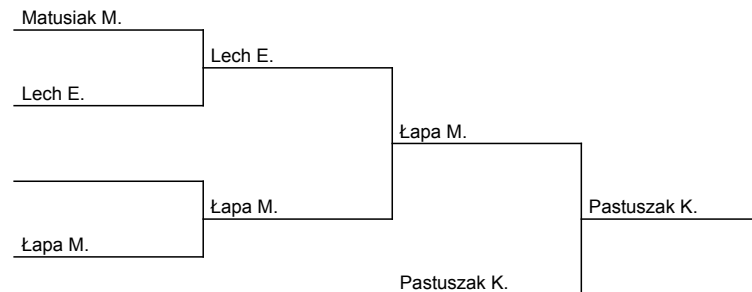 Matusiak M.
Lech E.
Lech E.
Łapa M.
Łapa M.
Pastuszak K.
Łapa M.
Pastuszak K.